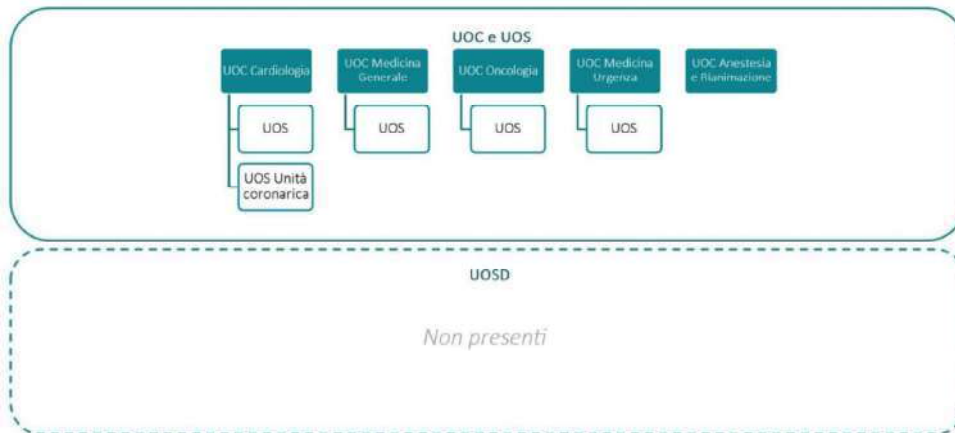 UOC e UOS
UOC Cardiologia
UOC Medicina
Generale
UOC Oncologia
UOC Medicina
Urgenza
UOC Anestesia
e Rianimazione
UOS
UOS
UOS
UOS
UOS Unità
coronarica
UOSD
Non presenti